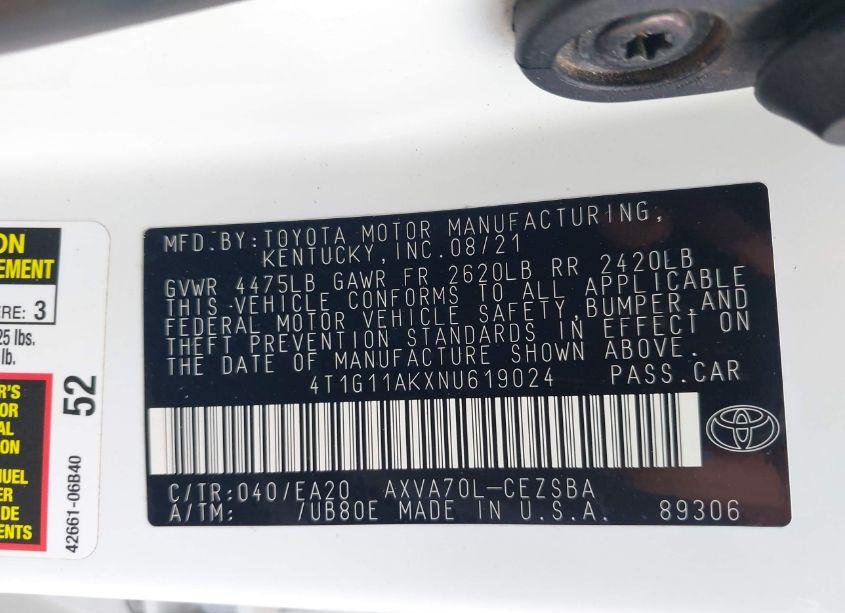 ON
EMENT
ERE: 3
25 lbs.
lb.
R'S
OR
AL
ION
NUEL
ER
DE
ENTS
52
42661-06B40
MFD.BY:TOYOTA MOTOR MANUFACTURING,
KENTUCKY,INC.08/21
GVWR 4475LB GAWR FR 2620LB RR 2420LB
THIS VEHICLE CONFORMS TO ALL APPLICABLE
FEDERAL MOTOR VEHICLE SAFETY,BUMPER,AND
THEFT PREVENTION STANDARDS IN EFFECT ON
THE DATE OF MANUFACTURE SHOWN ABOVE.
4T1G11AKXNU619024 PASS.CAR
C/TR:040/EA20 AXVA70L-CEZSBA
A/TM: /UB80E MADE IN U.S.A. 89306